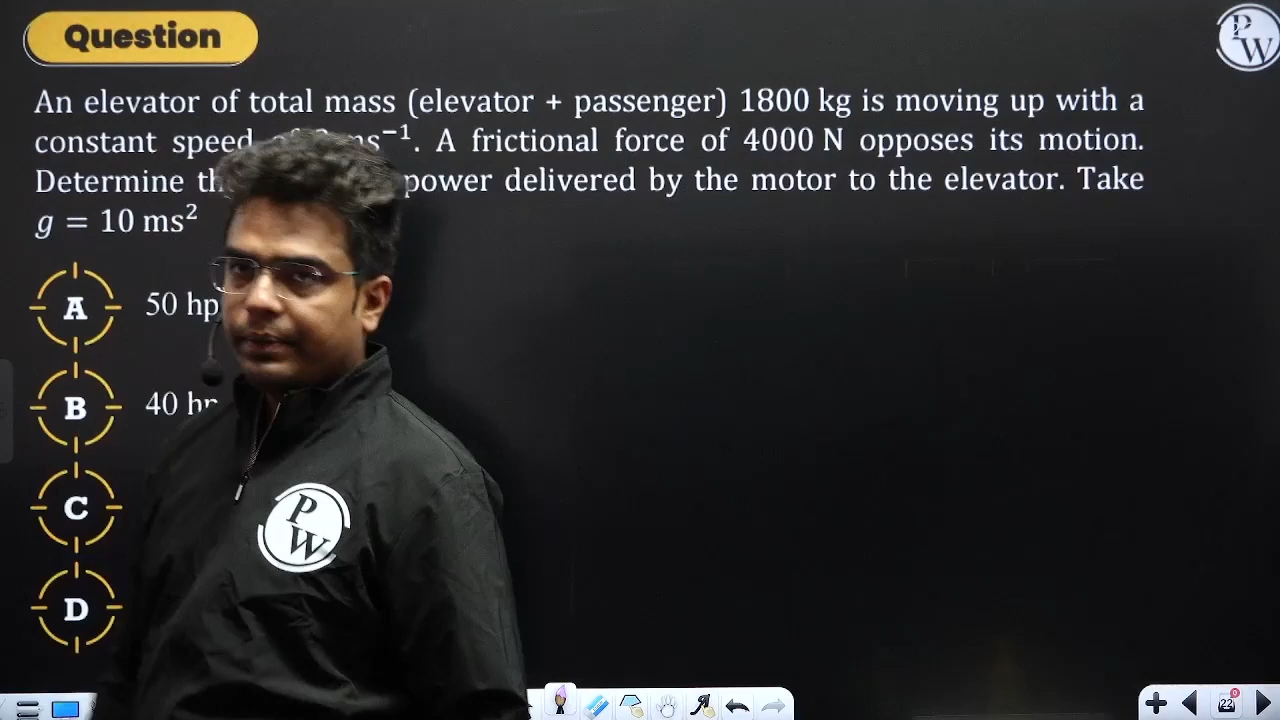 Question
An elevator of total mass (elevator + passenger) 1800 kg is moving up with a
constant speed ms⁻¹. A frictional force of 4000 N opposes its motion.
Determine power delivered by the motor to the elevator. Take
g = 10 ms²
A 50 hp
B 40
C
D
PW
PW
22